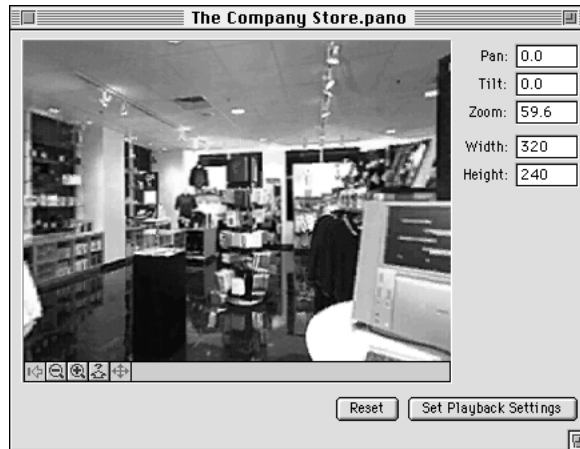 The Company Store.pano
Pan: 0.0
Tilt: 0.0
Zoom: 59.6
Width: 320
Height: 240
Reset
Set Playback Settings